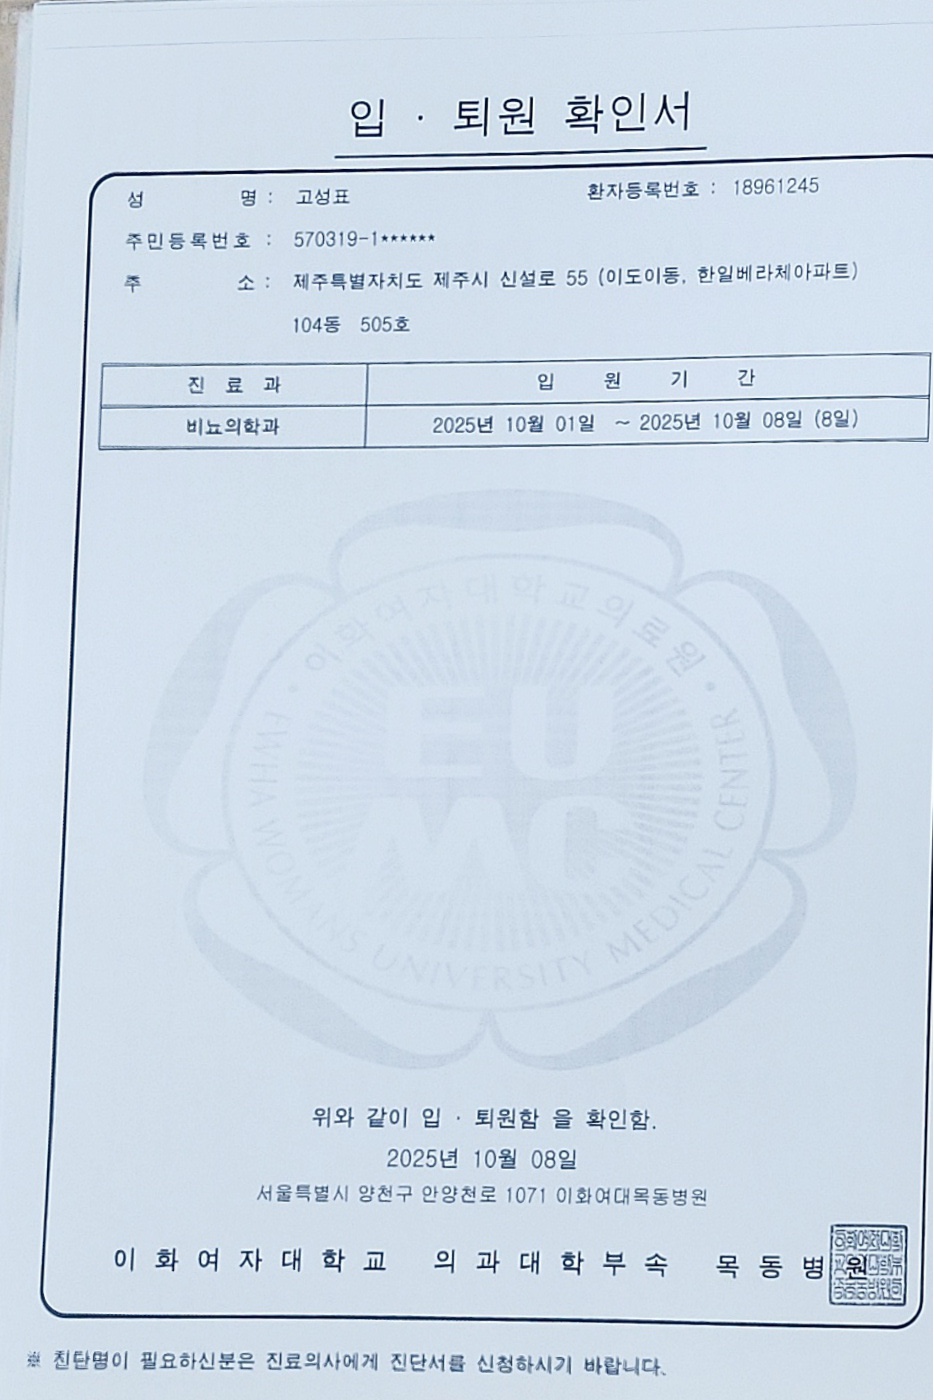 입 · 퇴원 확인서
성 명 : 고성표 환자등록번호 : 18961245
주민등록번호 : 570319-1******
주 소 : 제주특별자치도 제주시 신설로 55 (이도이동, 한일베라체아파트)
104동 505호
진 료 과 입 원 기 간
비뇨의학과 2025년 10월 01일 ~ 2025년 10월 08일 (8일)
• 이화여자대학교의료원 •
EU
MC
EWHA WOMANS UNIVERSITY MEDICAL CENTER
위와 같이 입 · 퇴원함 을 확인함.
2025년 10월 08일
서울특별시 양천구 안양천로 1071 이화여대목동병원
이 화 여 자 대 학 교 의 과 대 학 부 속 목 동 병 원
※ 진단명이 필요하신분은 진료의사에게 진단서를 신청하시기 바랍니다.